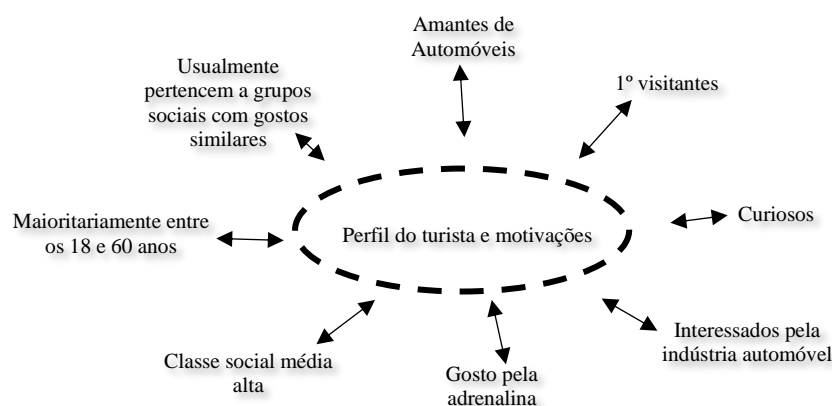 Amantes de
Automóveis
Usualmente
pertencem a grupos
sociais com gostos
similares
1º visitantes
Maioritariamente entre
os 18 e 60 anos
Perfil do turista e motivações
Curiosos
Classe social média
alta
Gosto pela
adrenalina
Interessados pela
indústria automóvel